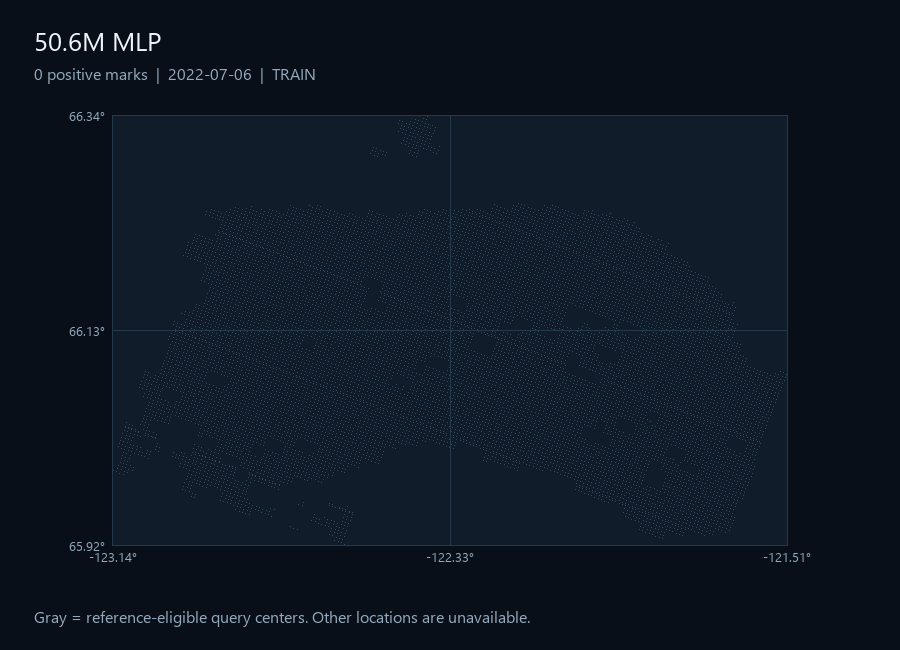 50.6M MLP
0 positive marks | 2022-07-06 | TRAIN
66.34°
66.13°
65.92°
-123.14°
-122.33°
-121.51°
Gray = reference-eligible query centers. Other locations are unavailable.